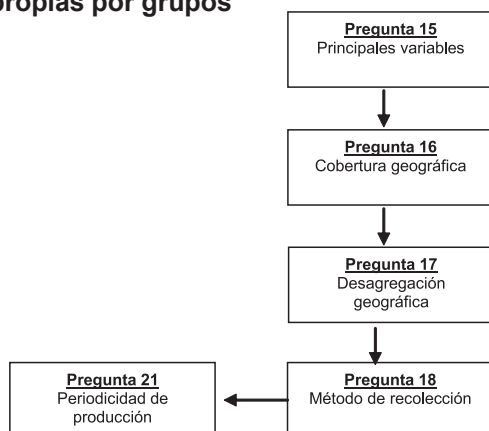 propias por grupos
Pregunta 15
Principales variables
Pregunta 16
Cobertura geográfica
Pregunta 17
Desagregación
geográfica
Pregunta 18
Método de recolección
Pregunta 21
Periodicidad de
producción